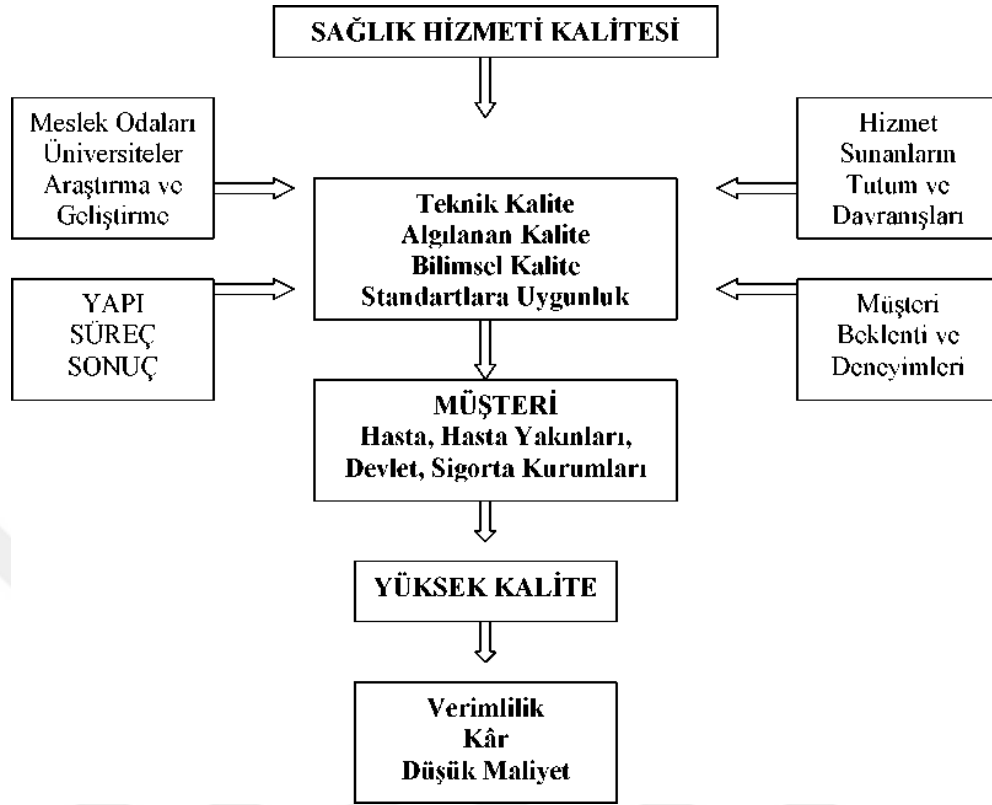 SAĞLIK HİZMETİ KALİTESİ
Meslek Odaları
Üniversiteler
Araştırma ve
Geliştirme
Hizmet
Sunanların
Tutum ve
Davranışları
Teknik Kalite
Algılanan Kalite
Bilimsel Kalite
Standartlara Uygunluk
YAPI
SÜREÇ
SONUÇ
Müşteri
Beklenti ve
Deneyimleri
MÜŞTERİ
Hasta, Hasta Yakınları,
Devlet, Sigorta Kurumları
YÜKSEK KALİTE
Verimlilik
Kâr
Düşük Maliyet